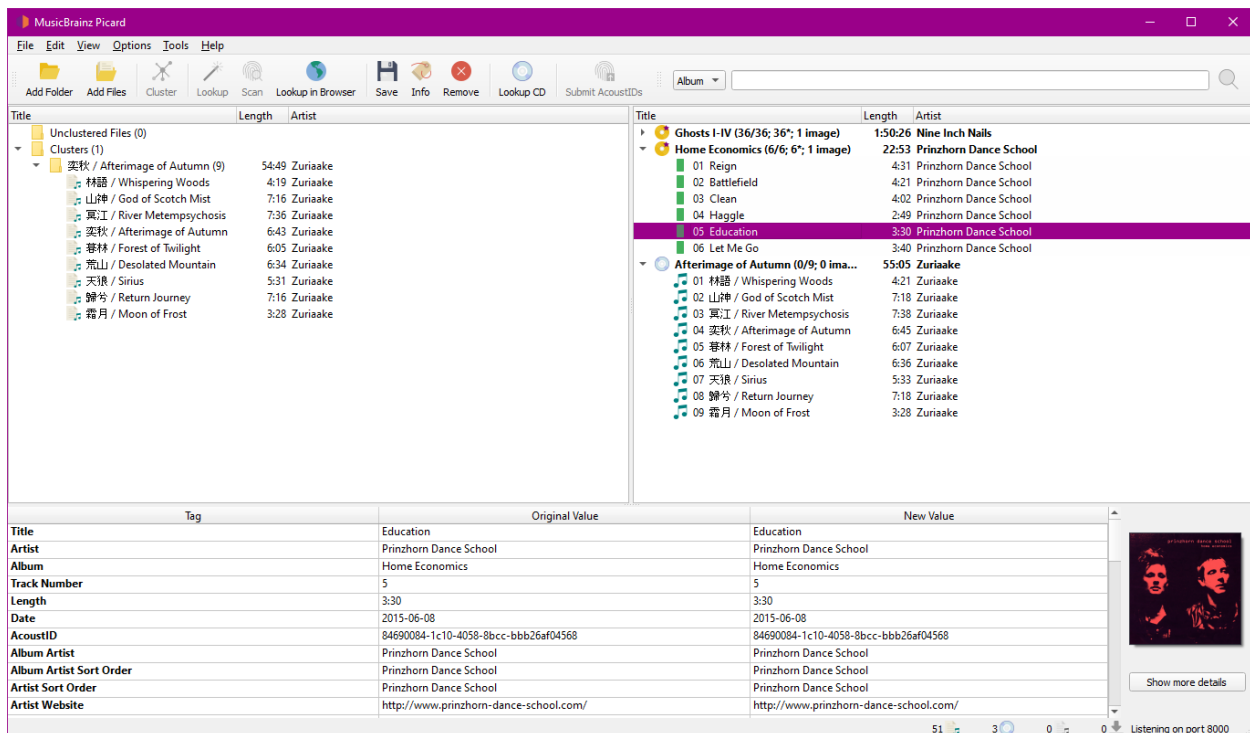 MusicBrainz Picard
File Edit View Options Tools Help
Add Folder Add Files Cluster Lookup Scan Lookup in Browser Save Info Remove Lookup CD Submit AcoustIDs Album
Title Length Artist
Unclustered Files (0)
Clusters (1)
奕秋 / Afterimage of Autumn (9) 54:49 Zuriaake
林語 / Whispering Woods 4:19 Zuriaake
山神 / God of Scotch Mist 7:16 Zuriaake
冥江 / River Metempsychosis 7:36 Zuriaake
奕秋 / Afterimage of Autumn 6:43 Zuriaake
暮林 / Forest of Twilight 6:05 Zuriaake
荒山 / Desolated Mountain 6:34 Zuriaake
天狼 / Sirius 5:31 Zuriaake
歸兮 / Return Journey 7:16 Zuriaake
霜月 / Moon of Frost 3:28 Zuriaake
Title Length Artist
Ghosts I-IV (36/36; 36*; 1 image) 1:50:26 Nine Inch Nails
Home Economics (6/6; 6*; 1 image) 22:53 Prinzhorn Dance School
01 Reign 4:31 Prinzhorn Dance School
02 Battlefield 4:21 Prinzhorn Dance School
03 Clean 4:02 Prinzhorn Dance School
04 Haggle 2:49 Prinzhorn Dance School
05 Education 3:30 Prinzhorn Dance School
06 Let Me Go 3:40 Prinzhorn Dance School
Afterimage of Autumn (0/9; 0 ima... 55:05 Zuriaake
01 林語 / Whispering Woods 4:21 Zuriaake
02 山神 / God of Scotch Mist 7:18 Zuriaake
03 冥江 / River Metempsychosis 7:38 Zuriaake
04 奕秋 / Afterimage of Autumn 6:45 Zuriaake
05 暮林 / Forest of Twilight 6:07 Zuriaake
06 荒山 / Desolated Mountain 6:36 Zuriaake
07 天狼 / Sirius 5:33 Zuriaake
08 歸兮 / Return Journey 7:18 Zuriaake
09 霜月 / Moon of Frost 3:28 Zuriaake
Tag Original Value New Value
Title Education Education
Artist Prinzhorn Dance School Prinzhorn Dance School
Album Home Economics Home Economics
Track Number 5 5
Length 3:30 3:30
Date 2015-06-08 2015-06-08
AcoustID 84690084-1c10-4058-8bcc-bbb26af04568 84690084-1c10-4058-8bcc-bbb26af04568
Album Artist Prinzhorn Dance School Prinzhorn Dance School
Album Artist Sort Order Prinzhorn Dance School Prinzhorn Dance School
Artist Sort Order Prinzhorn Dance School Prinzhorn Dance School
Artist Website http://www.prinzhorn-dance-school.com/ http://www.prinzhorn-dance-school.com/
prinzhorn dance school
home economics
Show more details
51 3 0 0 Listening on port 8000